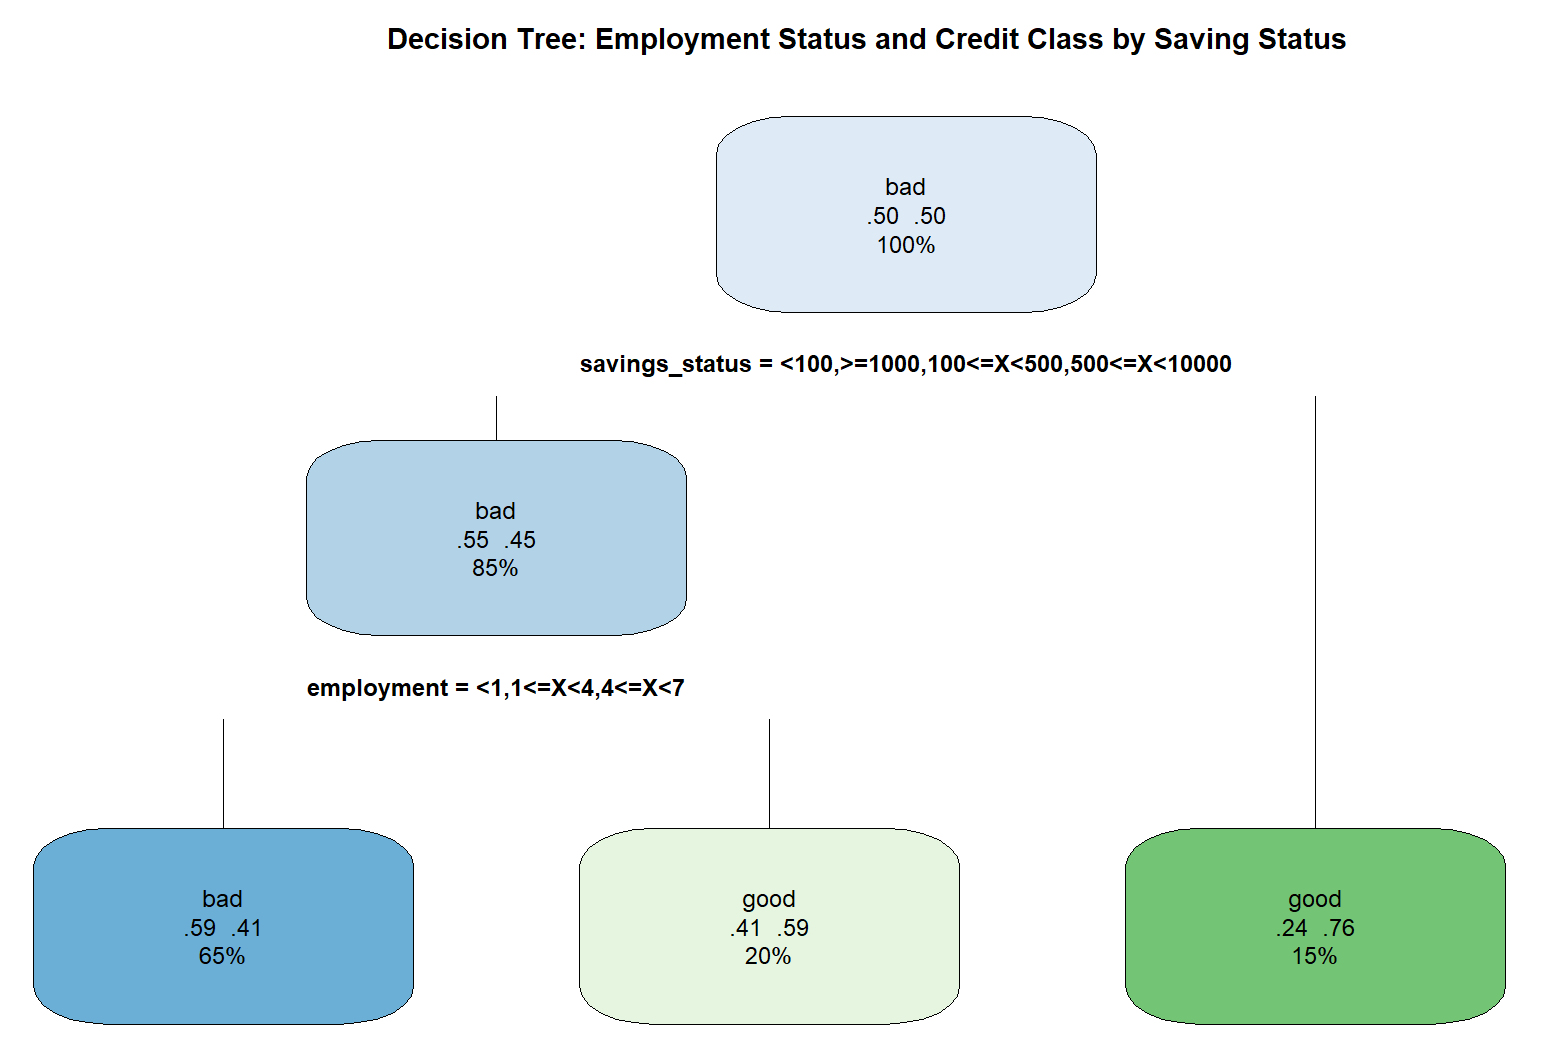 Decision Tree: Employment Status and Credit Class by Saving Status
bad
.50 .50
100%
savings_status = <100,>=1000,100<=X<500,500<=X<10000
bad
.55 .45
85%
employment = <1,1<=X<4,4<=X<7
bad
.59 .41
65%
good
.41 .59
20%
good
.24 .76
15%